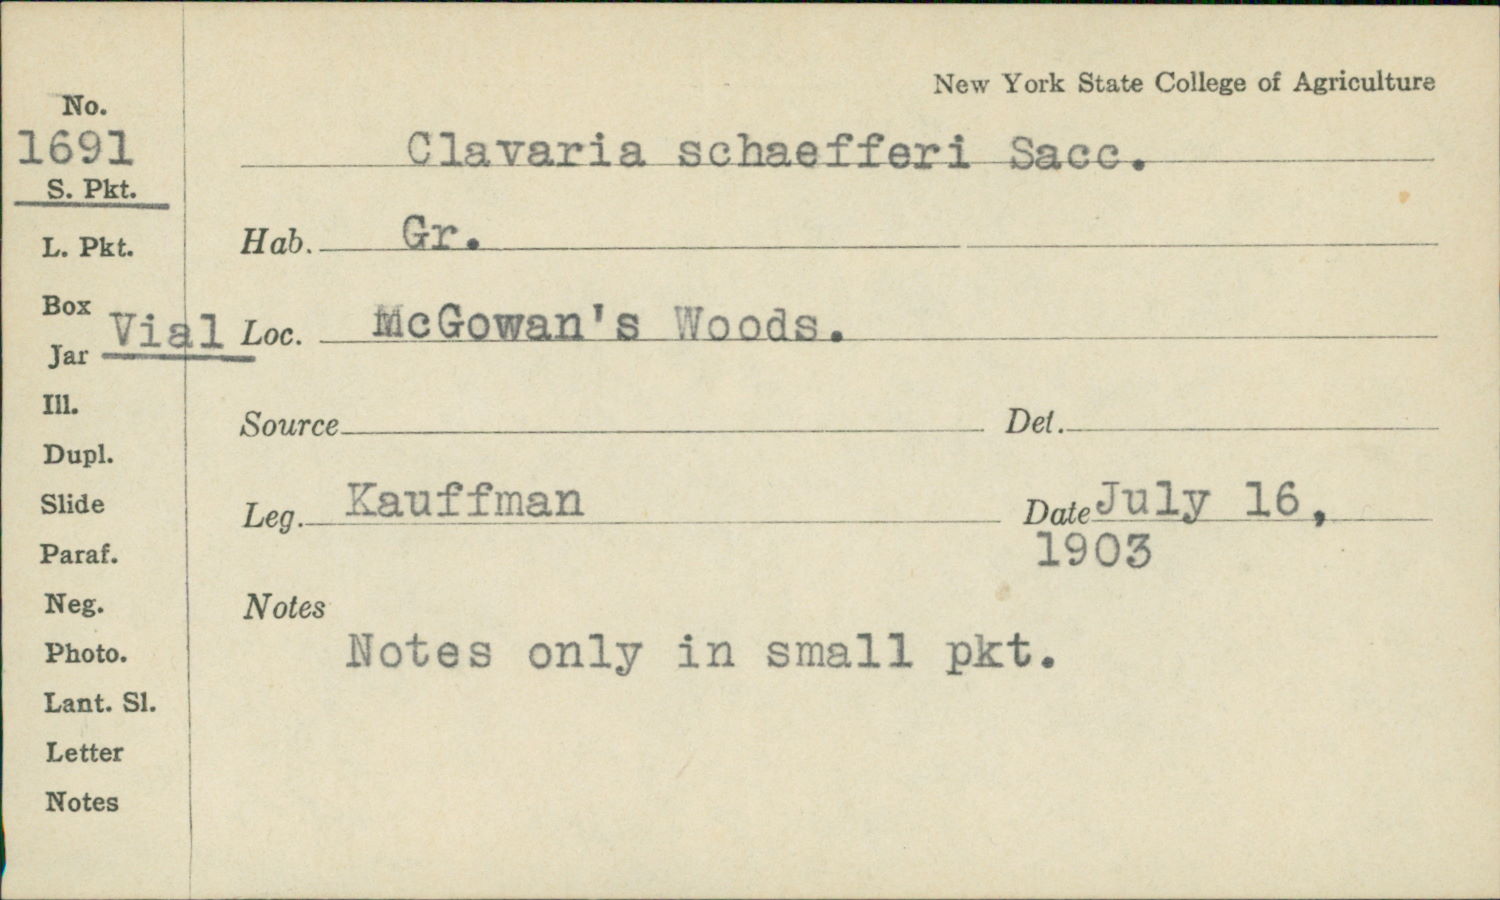 New York State College of Agriculture
No.
1691
S. Pkt.
L. Pkt.
Box
Vial
Jar
Ill.
Dupl.
Slide
Paraf.
Neg.
Photo.
Lant. Sl.
Letter
Notes
Clavaria schaefferi Sacc.
Hab. Gr.
Loc. McGowan's Woods.
Source Det.
Leg. Kauffman Date July 16,
1903
Notes
Notes only in small pkt.